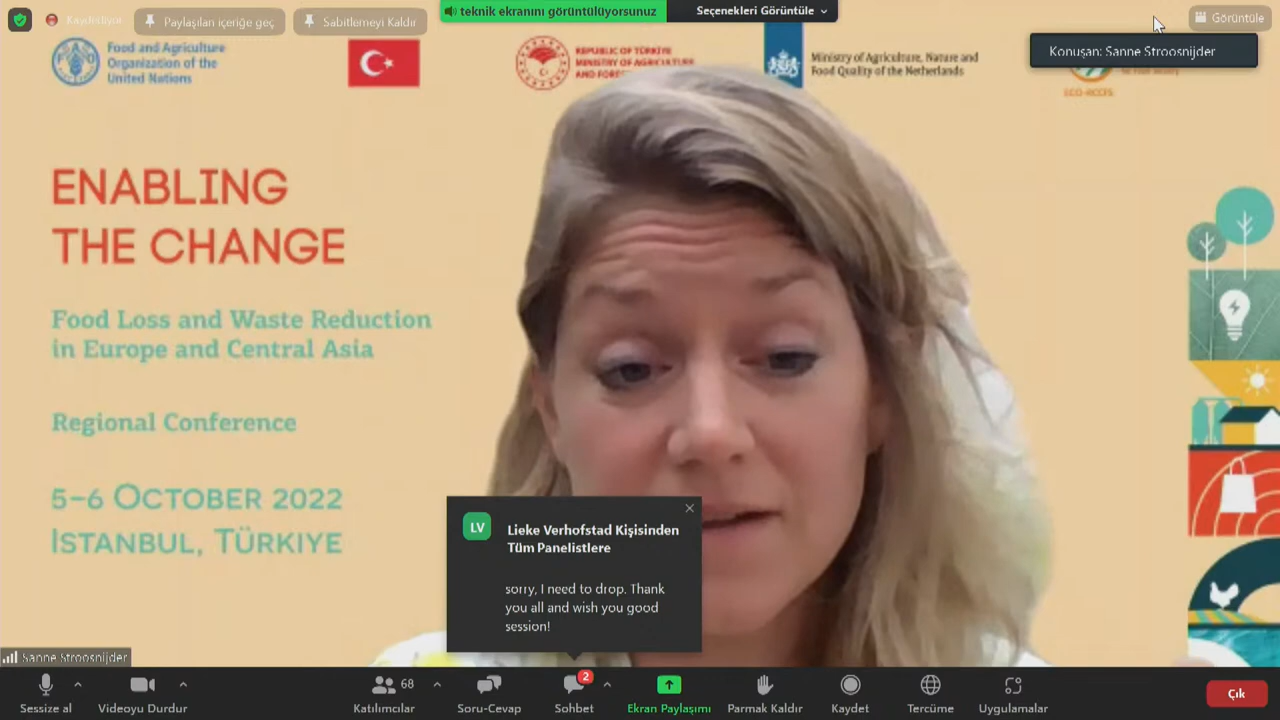 Kaydediliyor
Paylaşılan içeriğe geç
Sabitlemeyi Kaldır
teknik ekranını görüntülüyorsunuz
Seçenekleri Görüntüle
Görüntüle
Konuşan: Sanne Stroosnijder
Food and Agriculture
Organization of the
United Nations
REPUBLIC OF TÜRKİYE
MINISTRY OF AGRICULTURE
AND
Ministry of Agriculture, Nature and
Food Quality of the Netherlands
ECO-RCCFS
ENABLING
THE CHANGE
Food Loss and Waste Reduction
in Europe and Central Asia
Regional Conference
5–6 OCTOBER 2022
ISTANBUL, TÜRKIYE
LV
Lieke Verhofstad Kişisinden
Tüm Panelistlere
sorry, I need to drop. Thank
you all and wish you good
session!
Sanne Stroosnijder
Sessize al
Videoyu Durdur
68
Katılımcılar
Soru-Cevap
2
Sohbet
Ekran Paylaşımı
Parmak Kaldır
Kaydet
Tercüme
Uygulamalar
Çık